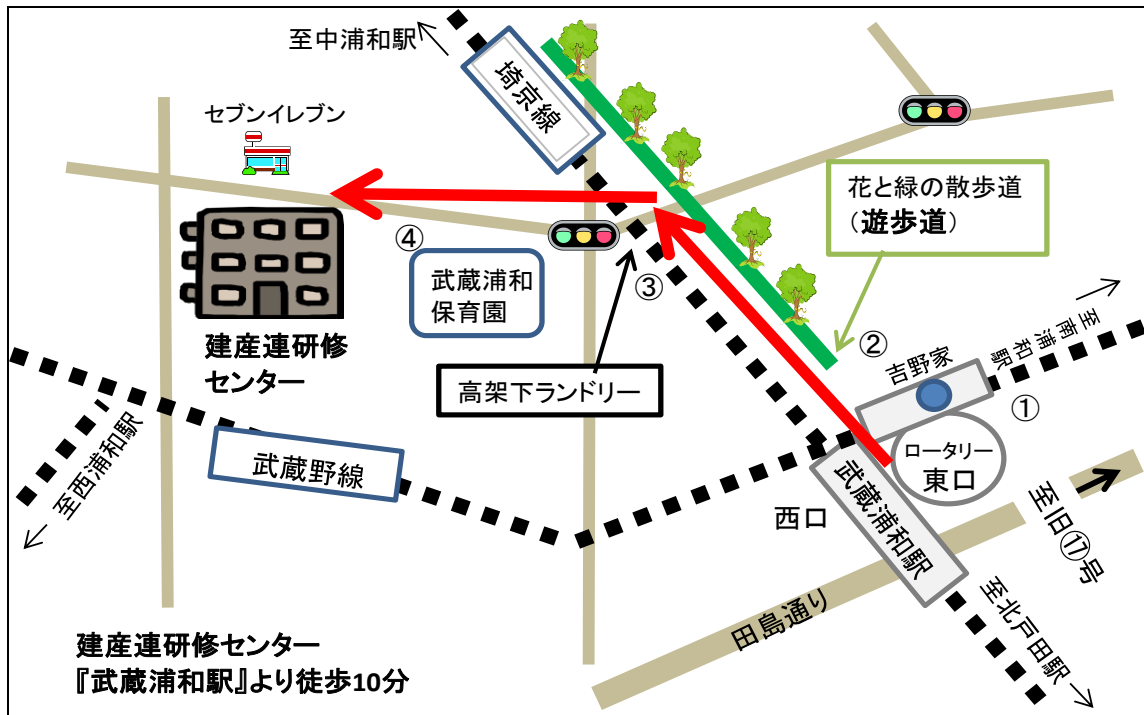 至中浦和駅
埼京線
セブンイレブン
花と緑の散歩道
（遊歩道）
④
武蔵浦和
保育園
③
②
建産連研修
センター
高架下ランドリー
吉野家
至南浦和駅
①
ロータリー
東口
武蔵野線
至西浦和駅
西口
武蔵浦和駅
至旧⑰号
田島通り
至北戸田駅
建産連研修センター
『武蔵浦和駅』より徒歩10分